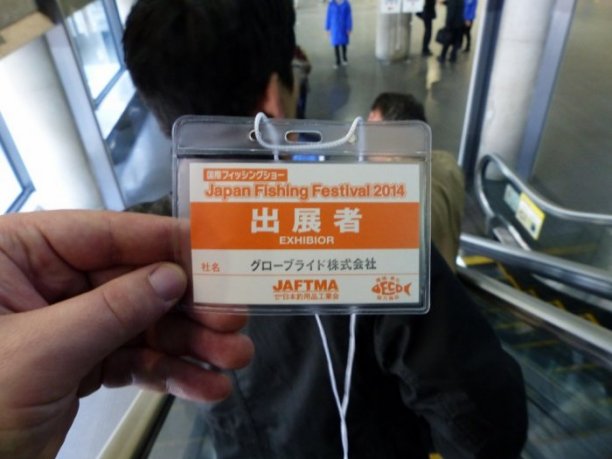 国際フィッシングショー
Japan Fishing Festival 2014
出展者
EXHIBIOR
社名 グローブライド株式会社
JAFTMA
日本釣用品工業会
ECO